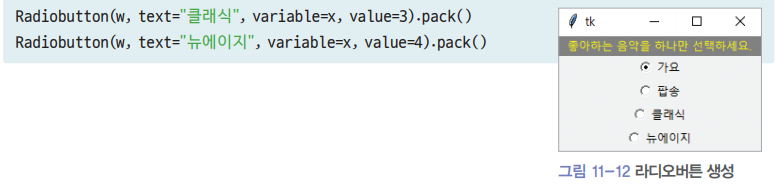 Radiobutton(w, text="클래식", variable=x, value=3).pack()
Radiobutton(w, text="뉴에이지", variable=x, value=4).pack()
tk
좋아하는 음악을 하나만 선택하세요.
가요
팝송
클래식
뉴에이지
그림 11-12 라디오버튼 생성